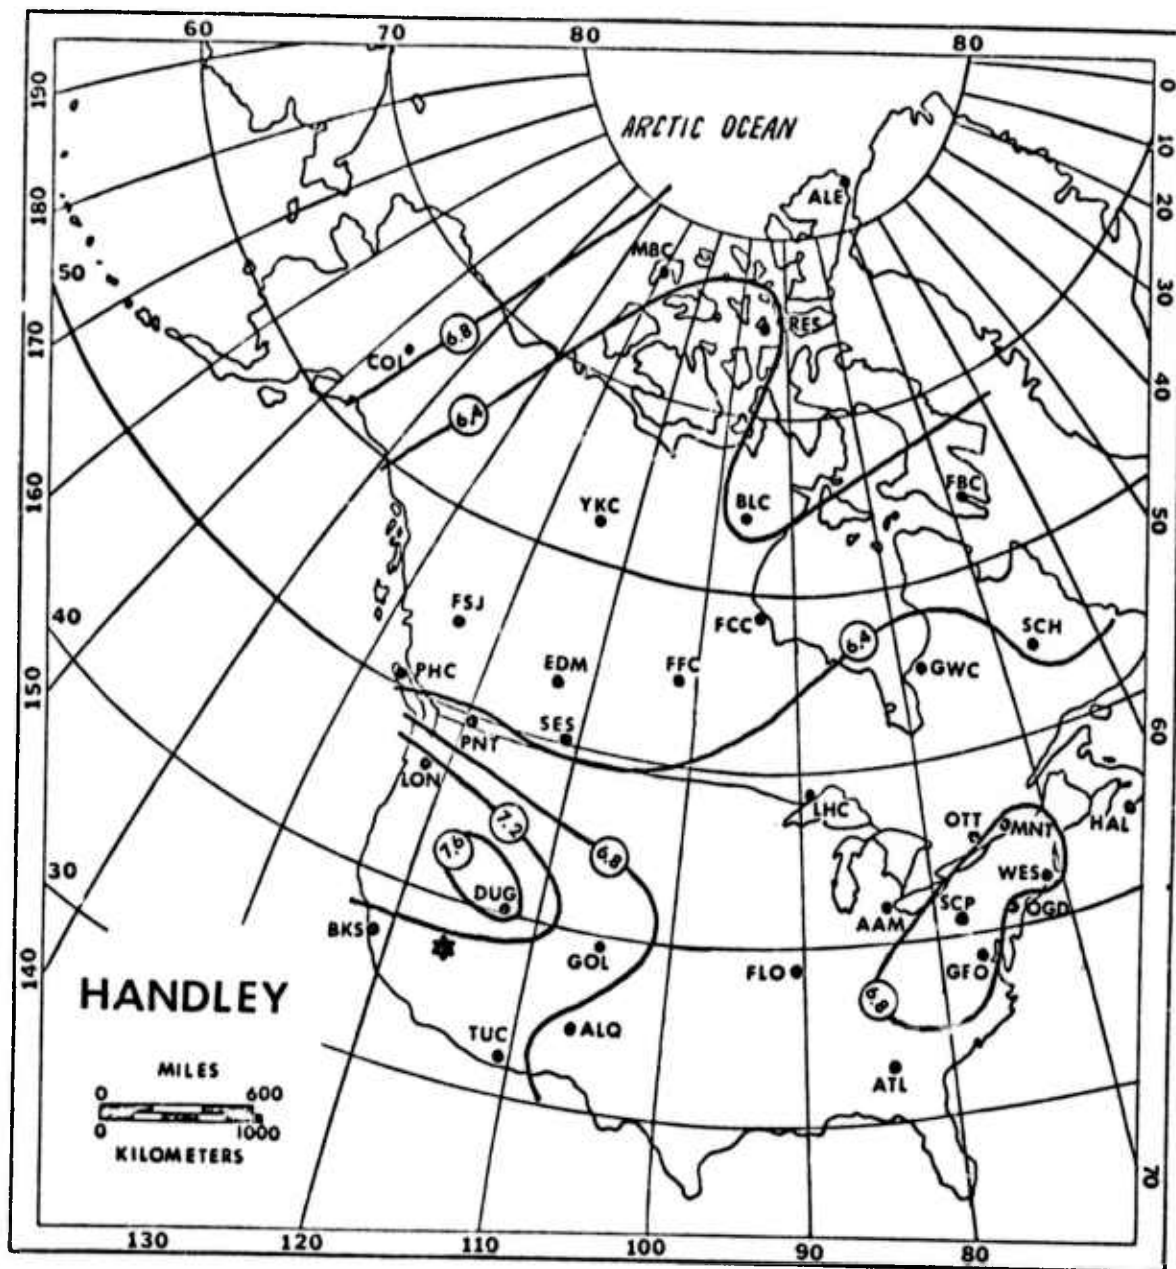 60 70 80 80
190 180 50 170 160 40 150 30 140
0 10 20 30 40 50 60 70
ARCTIC OCEAN
ALE
MBC
RES
6.8
COL
6.4
FBC
YKC BLC
FSJ FCC SCH
6.4
PHC EDM FFC GWC
SES
PNT
LON LHC
7.2 OTT MNT HAL
7.6 6.8
WES
DUG SCP OGD
BKS AAM
GOL FLO GEO
6.8
HANDLEY
TUC ALQ
ATL
MILES
0 600
0 1000
KILOMETERS
130 120 110 100 90 80